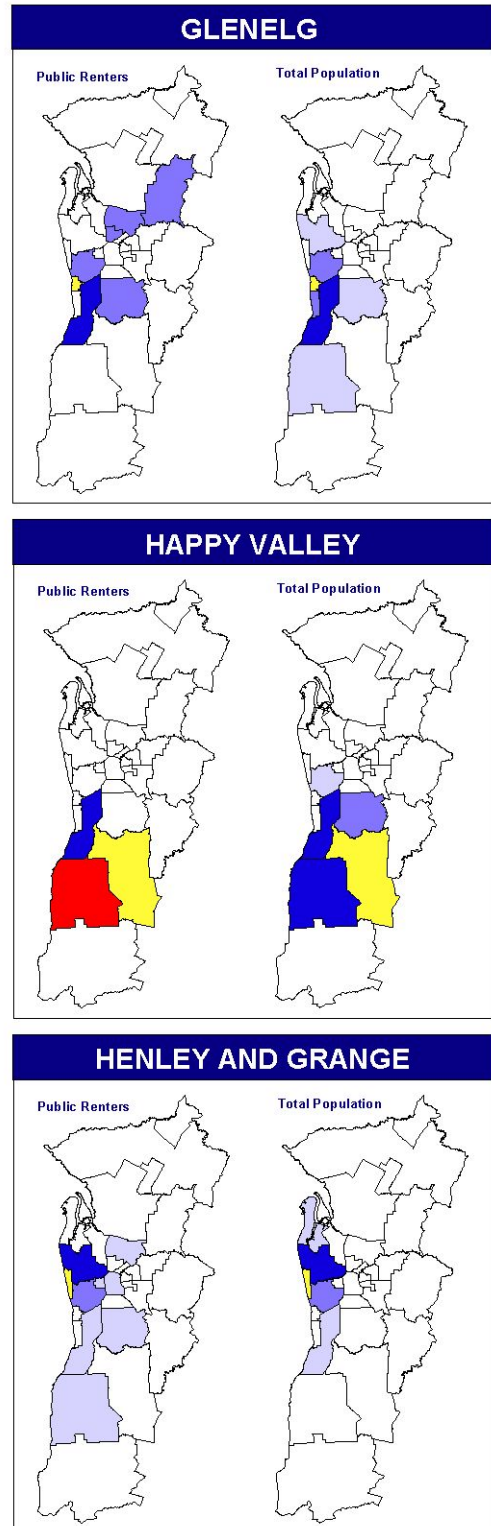 GLENELG
Public Renters
Total Population
HAPPY VALLEY
Public Renters
Total Population
HENLEY AND GRANGE
Public Renters
Total Population